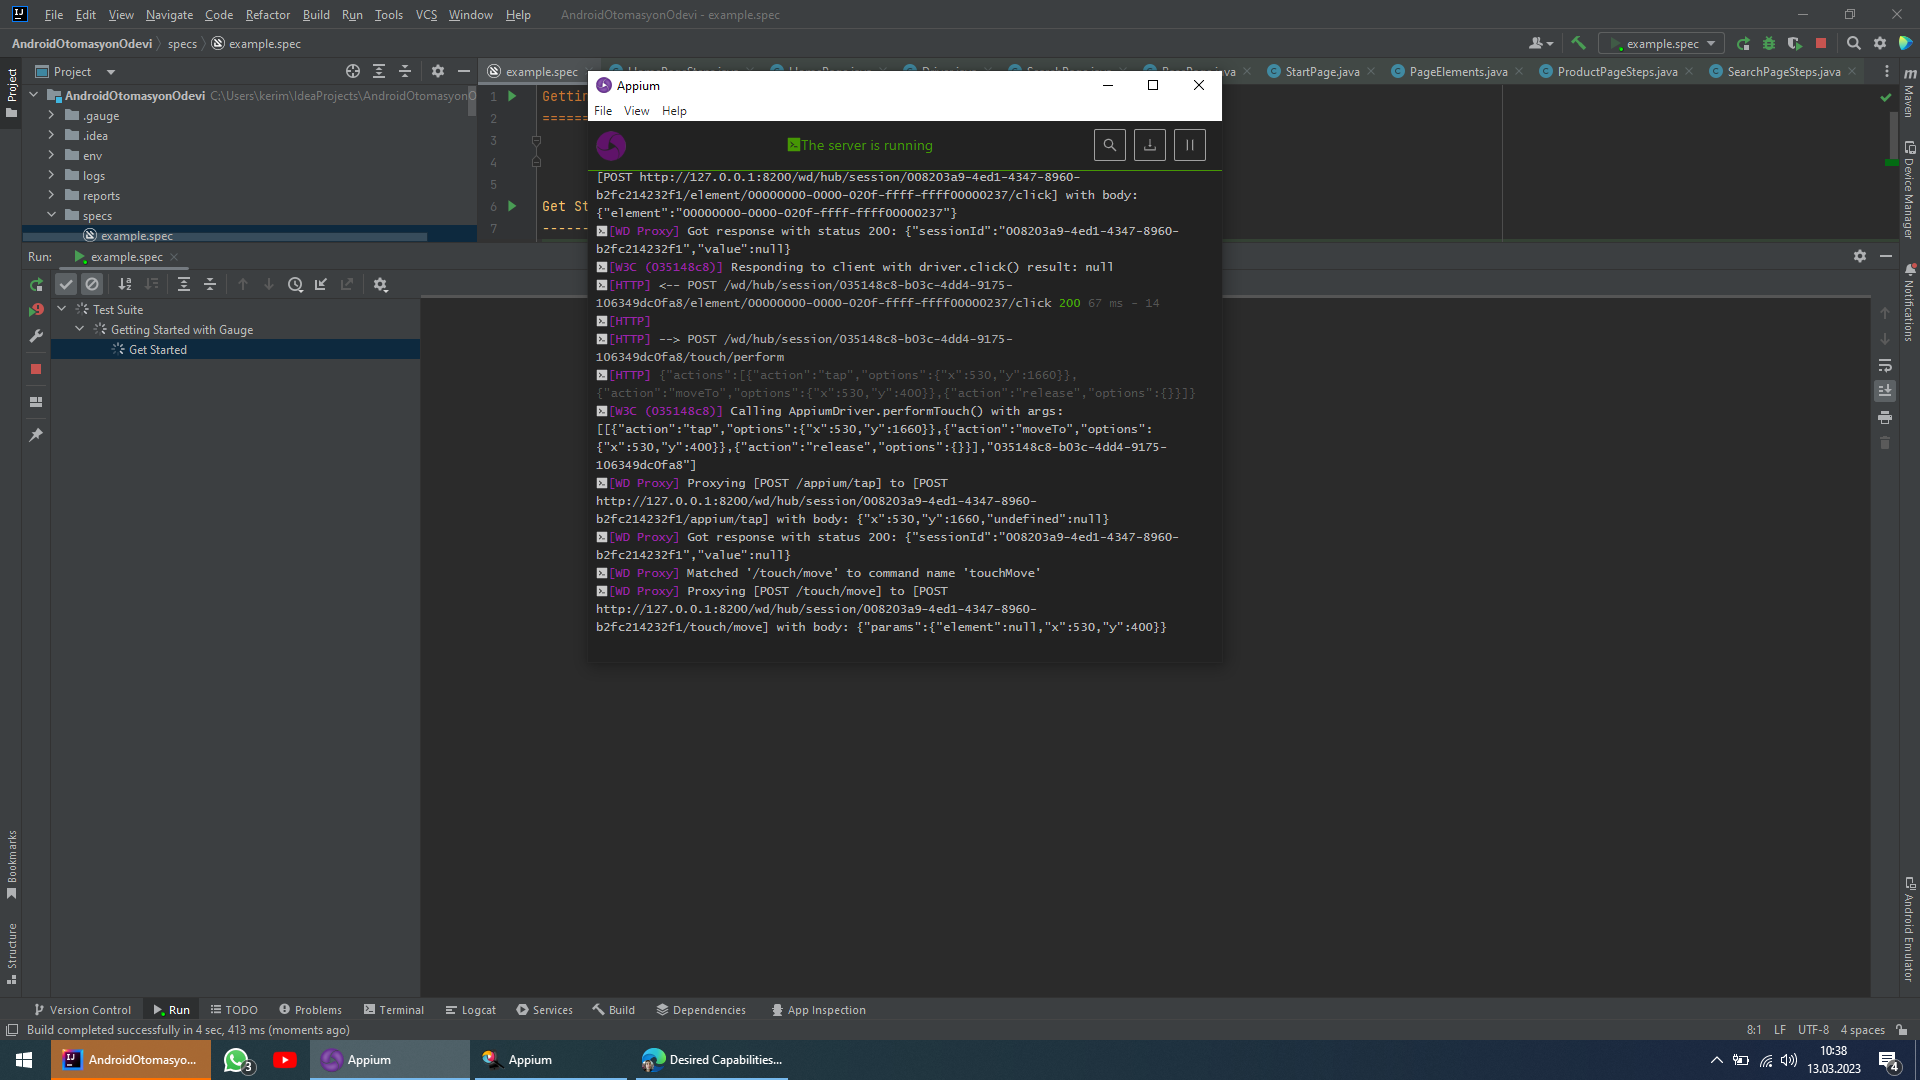 File Edit View Navigate Code Refactor Build Run Tools VCS Window Help AndroidOtomasyonOdevi - example.spec
AndroidOtomasyonOdevi specs example.spec
example.spec
Project
example.spec
StartPage.java PageElements.java ProductPageSteps.java SearchPageSteps.java
AndroidOtomasyonOdevi C:\Users\kerim\IdeaProjects\AndroidOtomasyonO
.gauge
.idea
env
logs
reports
specs
example.spec
1
2 ======
3
4
5
6 Get St
7
Run: example.spec
Test Suite
Getting Started with Gauge
Get Started
Appium
File View Help
The server is running
[POST http://127.0.0.1:8200/wd/hub/session/008203a9-4ed1-4347-8960-
b2fc214232f1/element/00000000-0000-020f-ffff-ffff00000237/click] with body:
{"element":"00000000-0000-020f-ffff-ffff00000237"}
[WD Proxy] Got response with status 200: {"sessionId":"008203a9-4ed1-4347-8960-
b2fc214232f1","value":null}
[W3C (035148c8)] Responding to client with driver.click() result: null
[HTTP] <-- POST /wd/hub/session/035148c8-b03c-4dd4-9175-
106349dc0fa8/element/00000000-0000-020f-ffff-ffff00000237/click 200 67 ms - 14
[HTTP]
[HTTP] --> POST /wd/hub/session/035148c8-b03c-4dd4-9175-
106349dc0fa8/touch/perform
[HTTP] {"actions":[{"action":"tap","options":{"x":530,"y":1660}},
{"action":"moveTo","options":{"x":530,"y":400}},{"action":"release","options":{}}]}
[W3C (035148c8)] Calling AppiumDriver.performTouch() with args:
[[{"action":"tap","options":{"x":530,"y":1660}},{"action":"moveTo","options":
{"x":530,"y":400}},{"action":"release","options":{}}],"035148c8-b03c-4dd4-9175-
106349dc0fa8"]
[WD Proxy] Proxying [POST /appium/tap] to [POST
http://127.0.0.1:8200/wd/hub/session/008203a9-4ed1-4347-8960-
b2fc214232f1/appium/tap] with body: {"x":530,"y":1660,"undefined":null}
[WD Proxy] Got response with status 200: {"sessionId":"008203a9-4ed1-4347-8960-
b2fc214232f1","value":null}
[WD Proxy] Matched '/touch/move' to command name 'touchMove'
[WD Proxy] Proxying [POST /touch/move] to [POST
http://127.0.0.1:8200/wd/hub/session/008203a9-4ed1-4347-8960-
b2fc214232f1/touch/move] with body: {"params":{"element":null,"x":530,"y":400}}
Project
Bookmarks
Structure
Maven
Device Manager
Notifications
Android Emulator
Version Control Run TODO Problems Terminal Logcat Services Build Dependencies App Inspection
Build completed successfully in 4 sec, 413 ms (moments ago) 8:1 LF UTF-8 4 spaces
AndroidOtomasyo... 3 Appium Appium Desired Capabilities... 10:38
13.03.2023 4